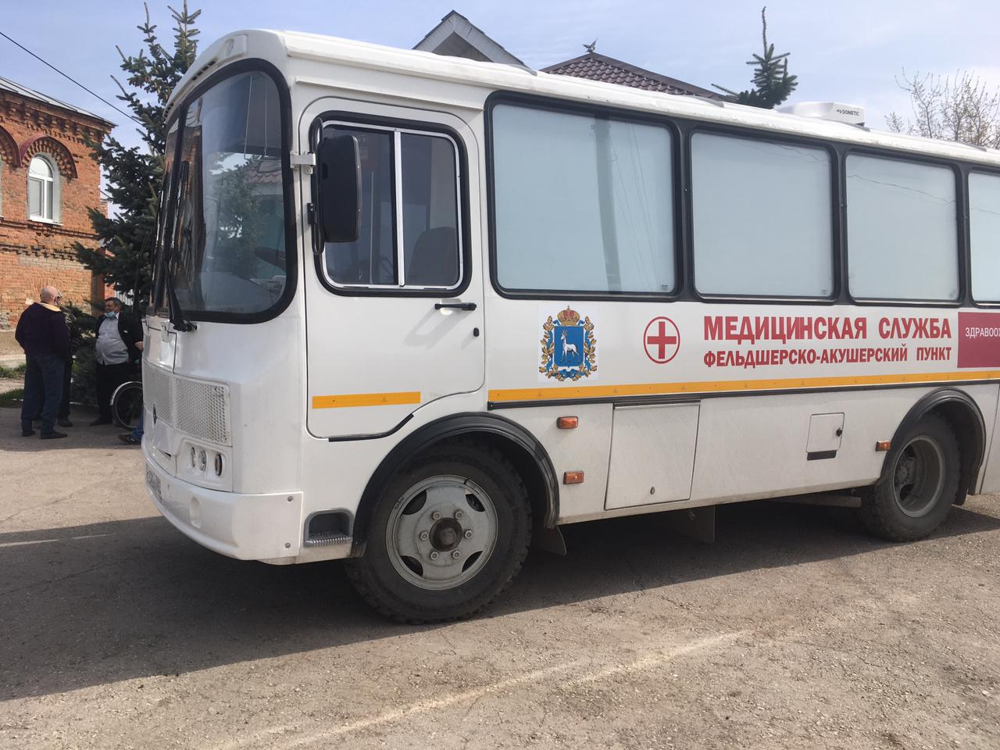 DOMETIC
МЕДИЦИНСКАЯ СЛУЖБА
ФЕЛЬДШЕРСКО-АКУШЕРСКИЙ ПУНКТ
ЗДРАВООХ